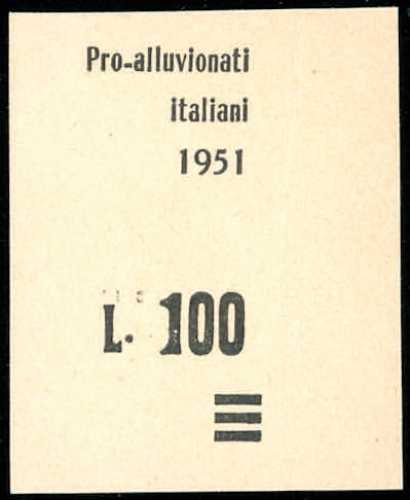 Pro-alluvionati
italiani
1951
L. 100